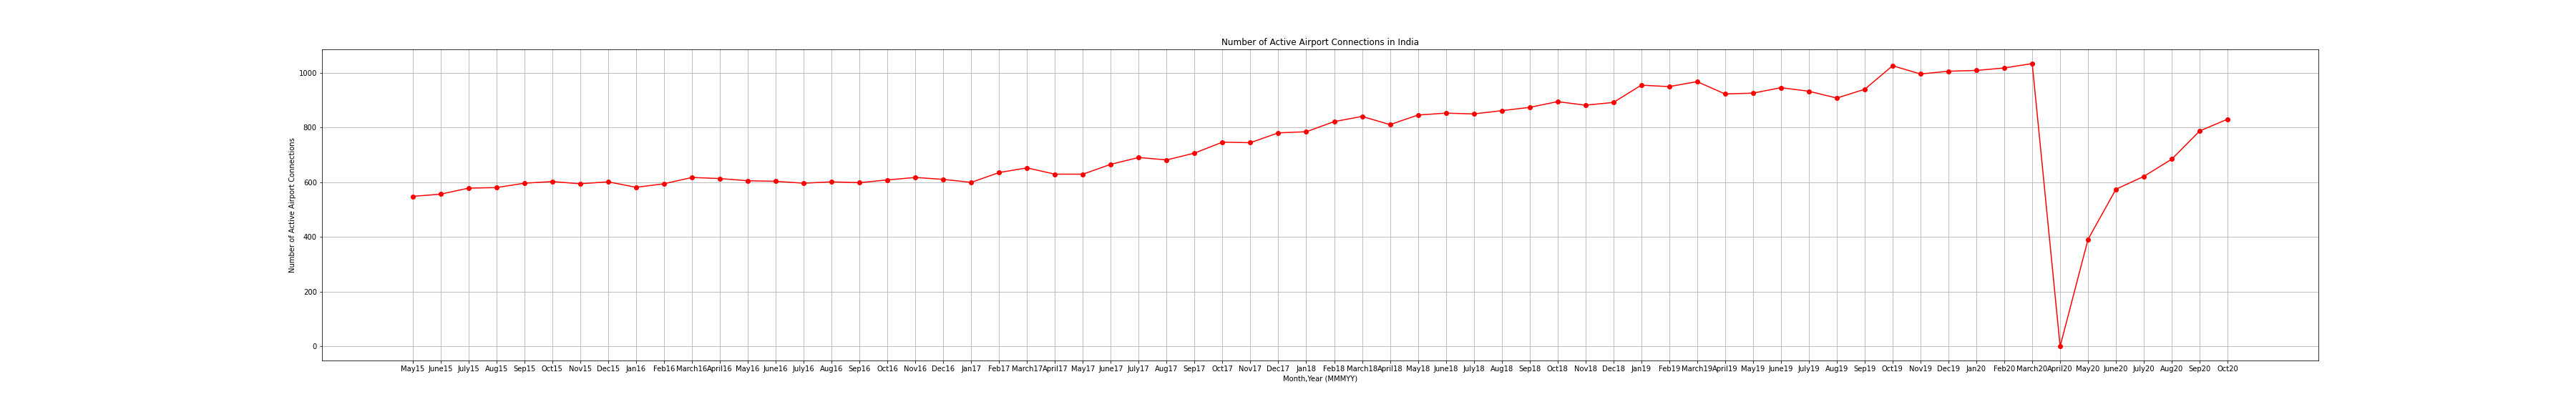 Number of Active Airport Connections in India
Number of Active Airport Connections
1000
800
600
400
200
0
May15 June15 July15 Aug15 Sep15 Oct15 Nov15 Dec15 Jan16 Feb16 March16 April16 May16 June16 July16 Aug16 Sep16 Oct16 Nov16 Dec16 Jan17 Feb17 March17 April17 May17 June17 July17 Aug17 Sep17 Oct17 Nov17 Dec17 Jan18 Feb18 March18 April18 May18 June18 July18 Aug18 Sep18 Oct18 Nov18 Dec18 Jan19 Feb19 March19 April19 May19 June19 July19 Aug19 Sep19 Oct19 Nov19 Dec19 Jan20 Feb20 March20 April20 May20 June20 July20 Aug20 Sep20 Oct20
Month,Year (MMMYY)